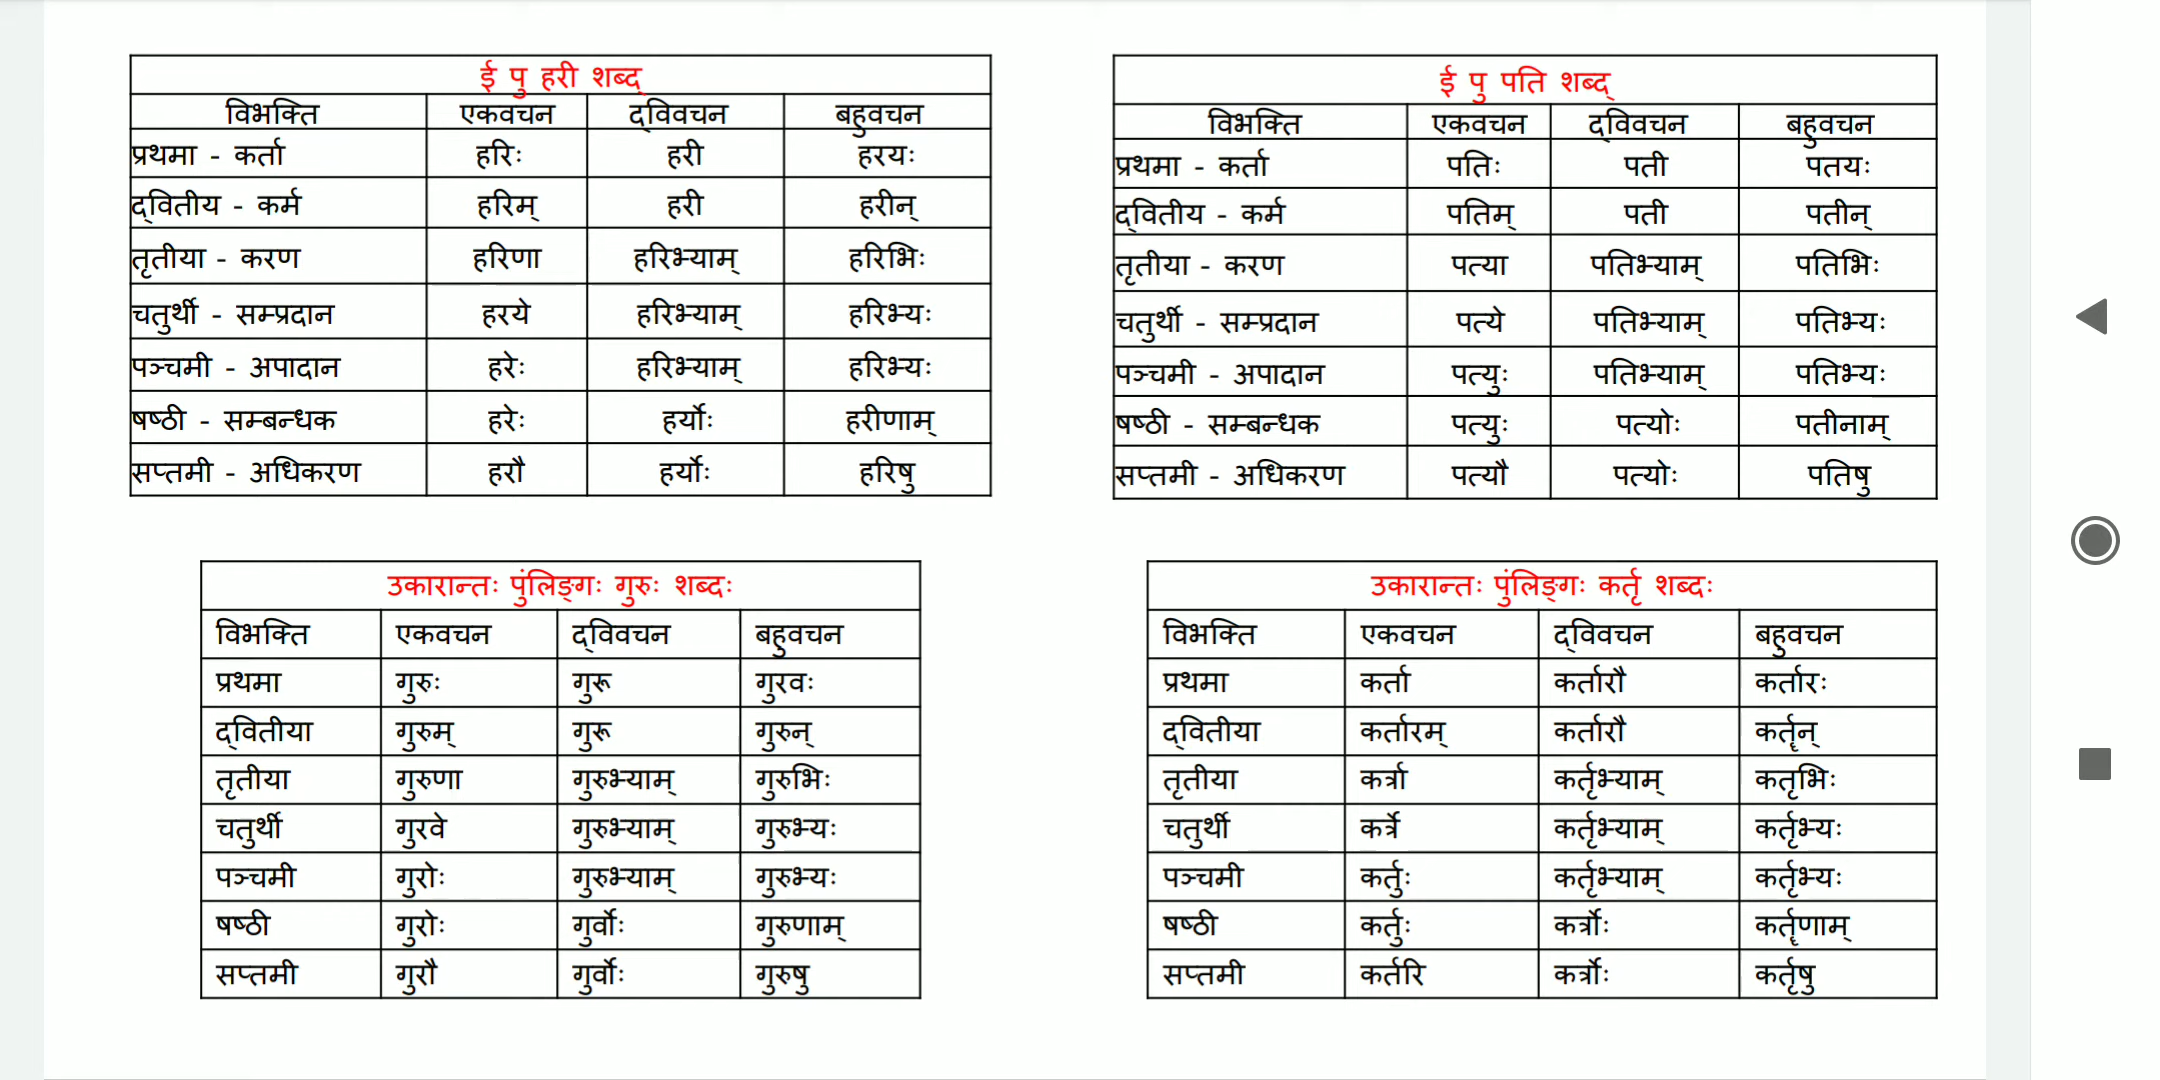 ई पु हरी शब्द्
विभक्ति एकवचन द्विवचन बहुवचन
प्रथमा - कर्ता हरिः हरी हरयः
द्वितीय - कर्म हरिम् हरी हरीन्
तृतीया - करण हरिणा हरिभ्याम् हरिभिः
चतुर्थी - सम्प्रदान हरये हरिभ्याम् हरिभ्यः
पञ्चमी - अपादान हरेः हरिभ्याम् हरिभ्यः
षष्ठी - सम्बन्धक हरेः हर्योः हरीणाम्
सप्तमी - अधिकरण हरौ हर्योः हरिषु
ई पु पति शब्द्
विभक्ति एकवचन द्विवचन बहुवचन
प्रथमा - कर्ता पतिः पती पतयः
द्वितीय - कर्म पतिम् पती पतीन्
तृतीया - करण पत्या पतिभ्याम् पतिभिः
चतुर्थी - सम्प्रदान पत्ये पतिभ्याम् पतिभ्यः
पञ्चमी - अपादान पत्युः पतिभ्याम् पतिभ्यः
षष्ठी - सम्बन्धक पत्युः पत्योः पतीनाम्
सप्तमी - अधिकरण पत्यौ पत्योः पतिषु
उकारान्तः पुंलिङ्गः गुरुः शब्दः
विभक्ति एकवचन द्विवचन बहुवचन
प्रथमा गुरुः गुरू गुरवः
द्वितीया गुरुम् गुरू गुरुन्
तृतीया गुरुणा गुरुभ्याम् गुरुभिः
चतुर्थी गुरवे गुरुभ्याम् गुरुभ्यः
पञ्चमी गुरोः गुरुभ्याम् गुरुभ्यः
षष्ठी गुरोः गुर्वोः गुरुणाम्
सप्तमी गुरौ गुर्वोः गुरुषु
उकारान्तः पुंलिङ्गः कर्तृ शब्दः
विभक्ति एकवचन द्विवचन बहुवचन
प्रथमा कर्ता कर्तारौ कर्तारः
द्वितीया कर्तारम् कर्तारौ कर्तॄन्
तृतीया कर्त्रा कर्तृभ्याम् कतृभिः
चतुर्थी कर्त्रे कर्तृभ्याम् कर्तृभ्यः
पञ्चमी कर्तुः कर्तृभ्याम् कर्तृभ्यः
षष्ठी कर्तुः कर्त्रोः कर्तॄणाम्
सप्तमी कर्तरि कर्त्रोः कर्तृषु